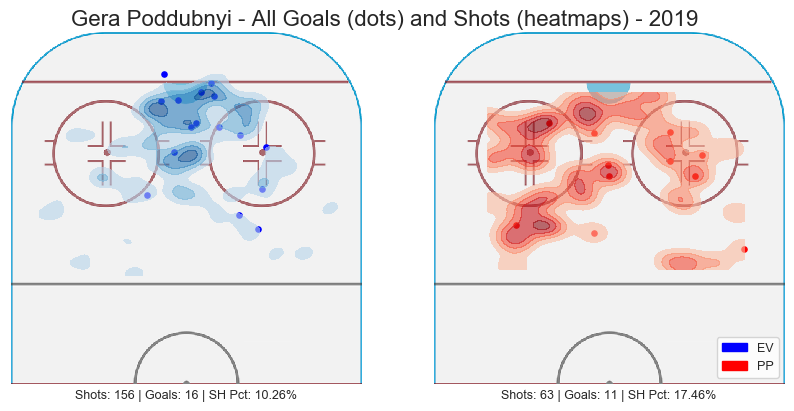 Gera Poddubnyi - All Goals (dots) and Shots (heatmaps) - 2019
EV
PP
Shots: 156 | Goals: 16 | SH Pct: 10.26%
Shots: 63 | Goals: 11 | SH Pct: 17.46%